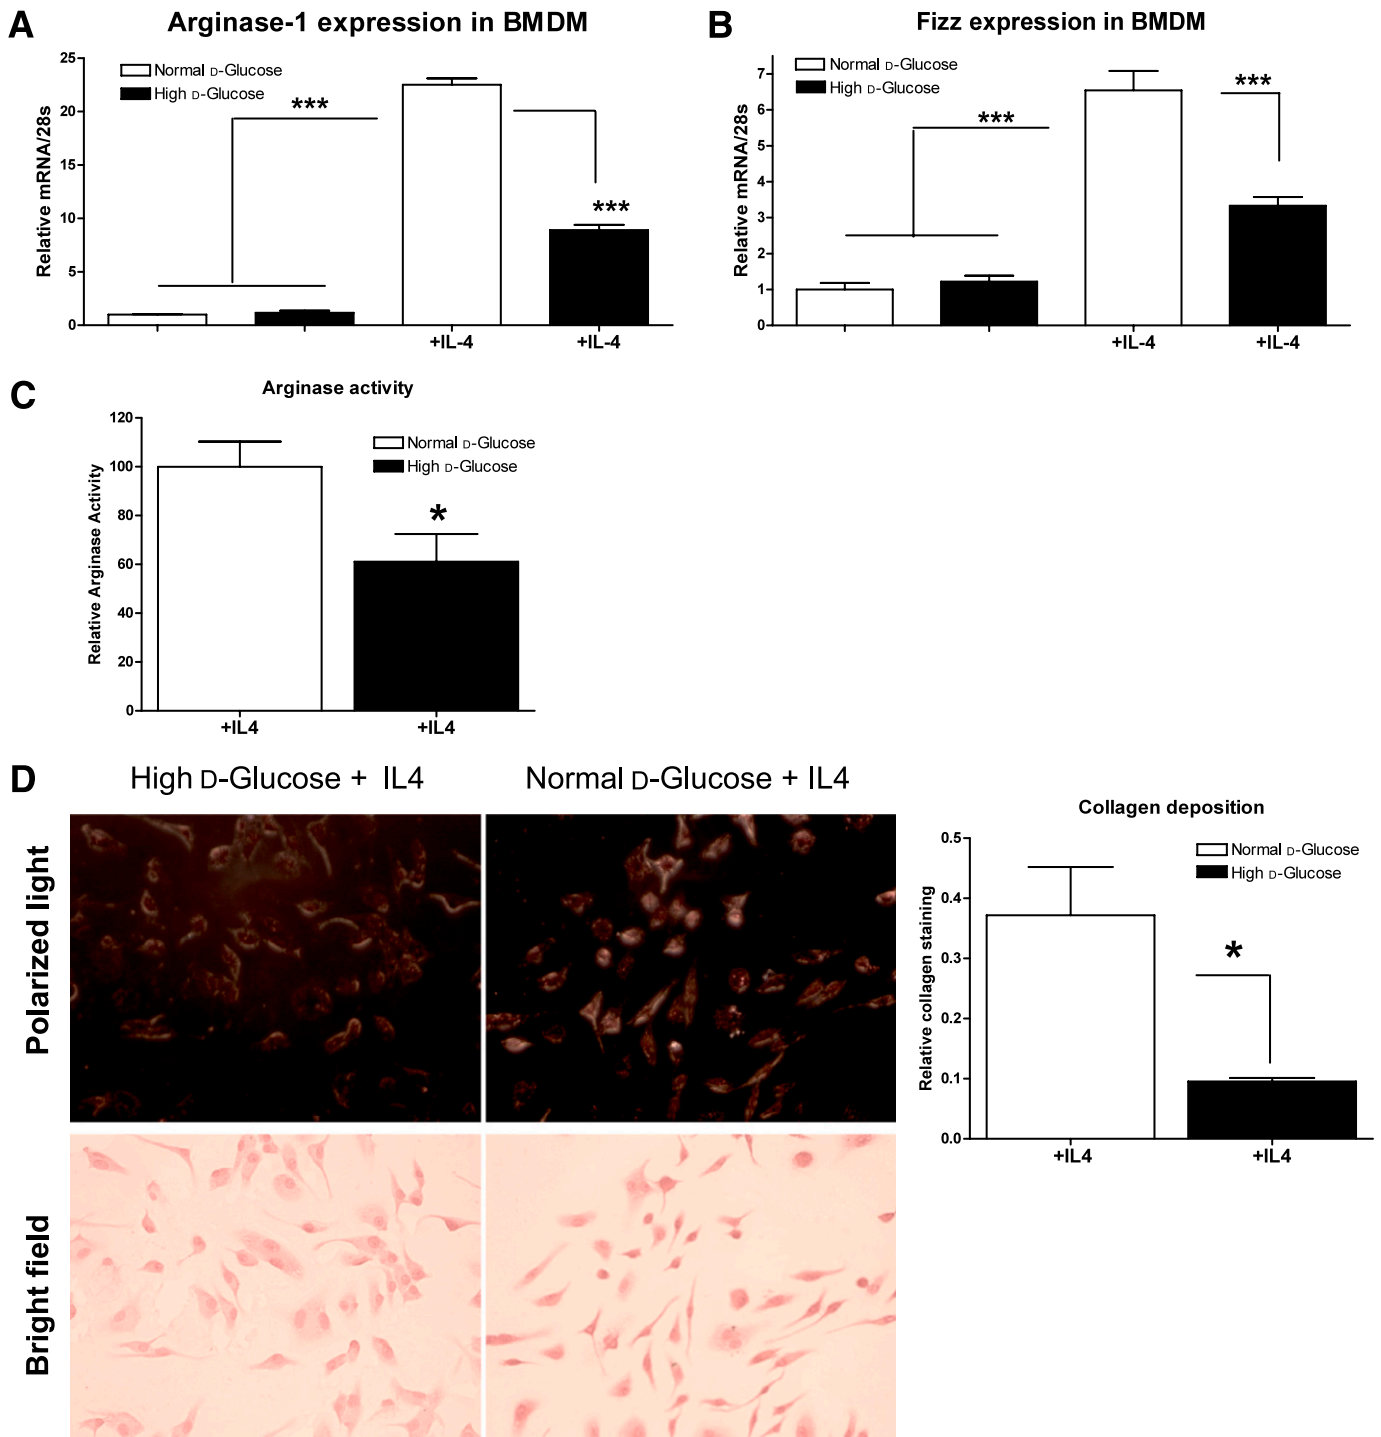 A
Arginase-1 expression in BMDM
Normal D-Glucose
High D-Glucose
***
***
Relative mRNA/28s
25
20
15
10
5
0
+IL-4
+IL-4
B
Fizz expression in BMDM
Normal D-Glucose
High D-Glucose
***
***
Relative mRNA/28s
7
6
5
4
3
2
1
0
+IL-4
+IL-4
C
Arginase activity
Normal D-Glucose
High D-Glucose
*
Relative Arginase Activity
120
100
80
60
40
20
0
+IL4
+IL4
D
High D-Glucose + IL4
Normal D-Glucose + IL4
Polarized light
Bright field
Collagen deposition
Normal D-Glucose
High D-Glucose
*
Relative collagen staining
0.5
0.4
0.3
0.2
0.1
0.0
+IL4
+IL4